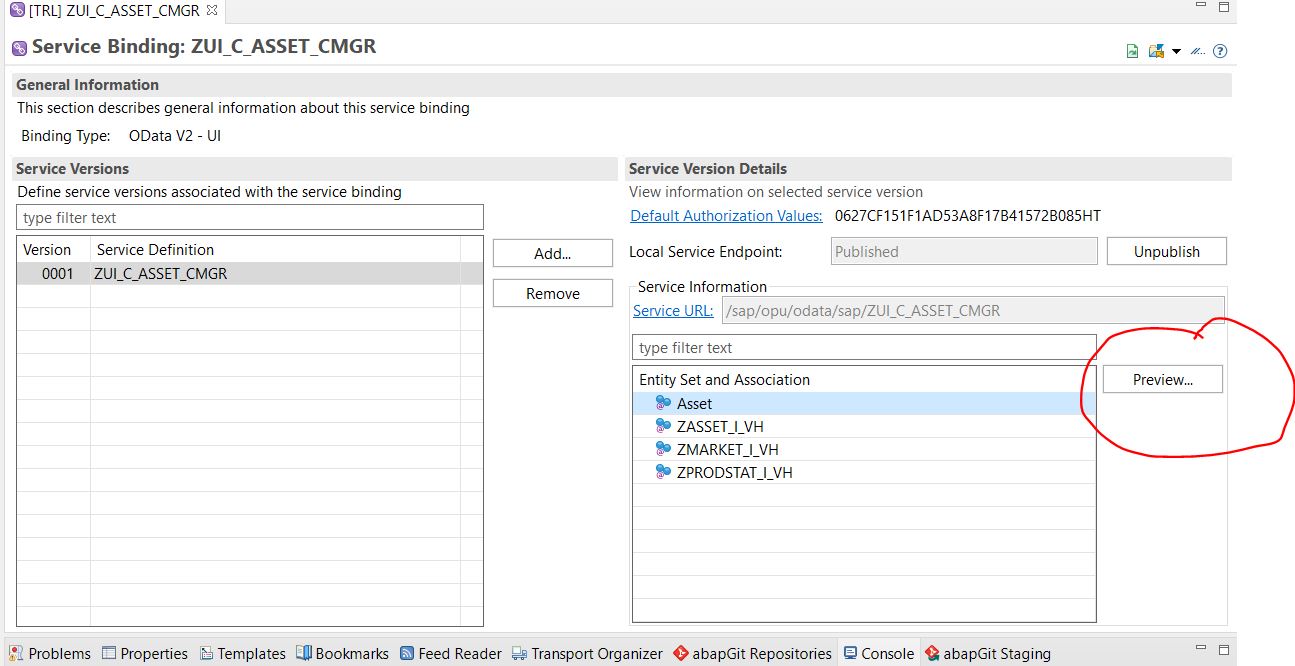 [TRL] ZUI_C_ASSET_CMGR
Service Binding: ZUI_C_ASSET_CMGR
General Information
This section describes general information about this service binding
Binding Type: OData V2 - UI
Service Versions
Define service versions associated with the service binding
type filter text
Version Service Definition
0001 ZUI_C_ASSET_CMGR
Add...
Remove
Service Version Details
View information on selected service version
Default Authorization Values: 0627CF151F1AD53A8F17B41572B085HT
Local Service Endpoint: Published Unpublish
Service Information
Service URL: /sap/opu/odata/sap/ZUI_C_ASSET_CMGR
type filter text
Entity Set and Association
Preview...
Asset
ZASSET_I_VH
ZMARKET_I_VH
ZPRODSTAT_I_VH
Problems Properties Templates Bookmarks Feed Reader Transport Organizer abapGit Repositories Console abapGit Staging